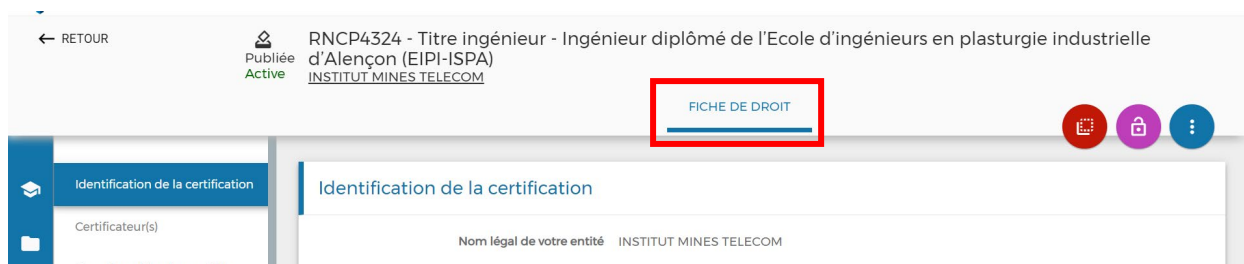 ← RETOUR
Publiée
Active
RNCP4324 - Titre ingénieur - Ingénieur diplômé de l'Ecole d'ingénieurs en plasturgie industrielle
d'Alençon (EIPI-ISPA)
INSTITUT MINES TELECOM
FICHE DE DROIT
Identification de la certification
Certificateur(s)
Identification de la certification
Nom légal de votre entité INSTITUT MINES TELECOM